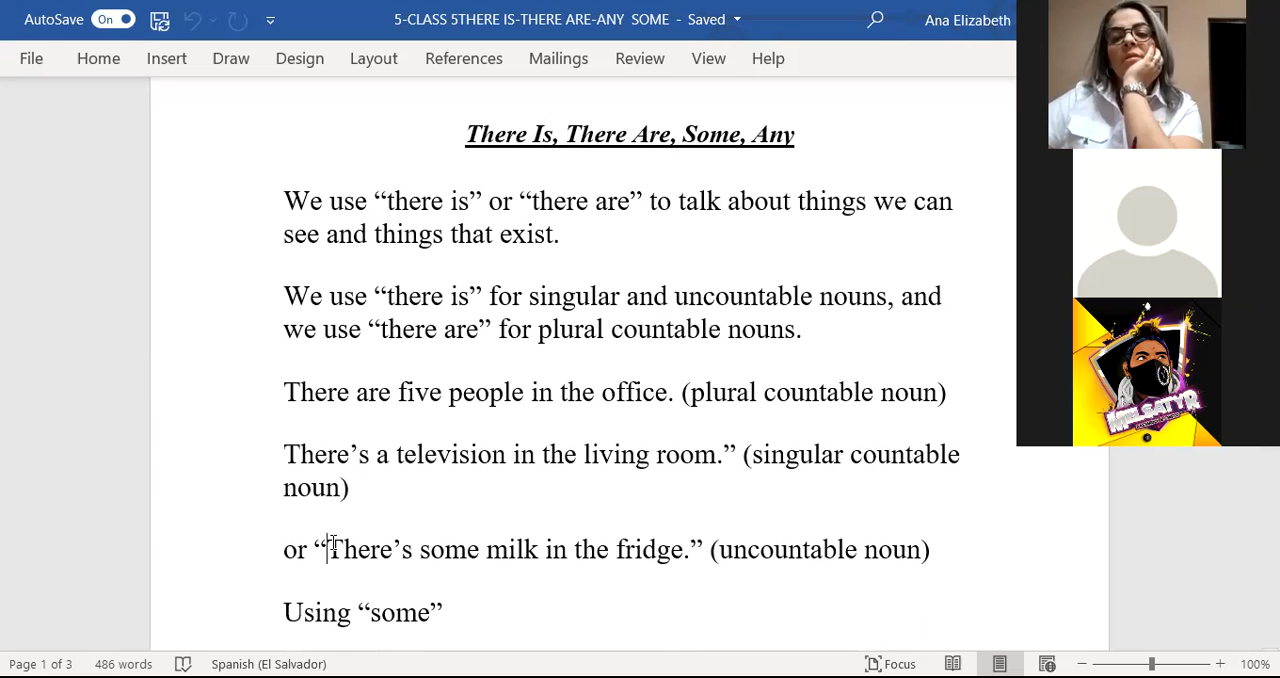 AutoSave On 5-CLASS 5THERE IS-THERE ARE-ANY SOME - Saved Ana Elizabeth
File Home Insert Draw Design Layout References Mailings Review View Help
There Is, There Are, Some, Any
We use “there is” or “there are” to talk about things we can
see and things that exist.
We use “there is” for singular and uncountable nouns, and
we use “there are” for plural countable nouns.
There are five people in the office. (plural countable noun)
There’s a television in the living room.” (singular countable
noun)
or “There’s some milk in the fridge.” (uncountable noun)
Using “some”
Page 1 of 3 486 words Spanish (El Salvador) Focus 100%